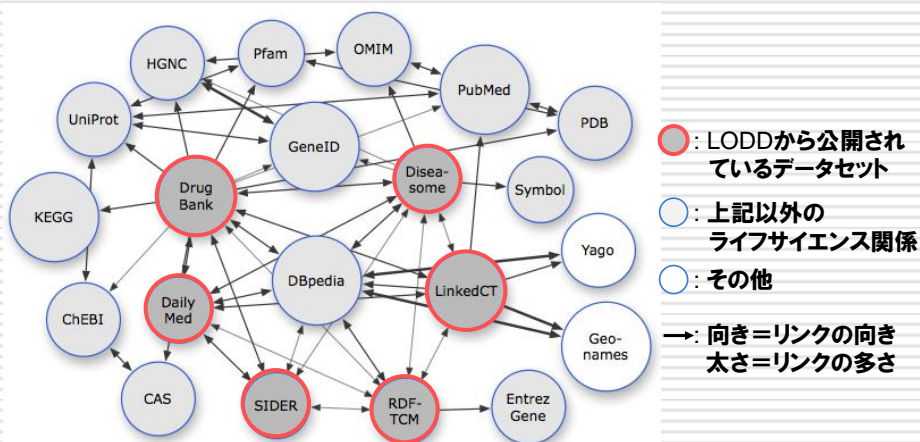 HGNC
Pfam
OMIM
PubMed
UniProt
GeneID
PDB
Drug
Bank
Disea-
some
Symbol
KEGG
Yago
DBpedia
LinkedCT
Daily
Med
ChEBI
Geo-
names
CAS
SIDER
RDF-
TCM
Entrez
Gene
: LODDから公開され
ているデータセット
: 上記以外の
ライフサイエンス関係
: その他
→: 向き=リンクの向き
太さ=リンクの多さ